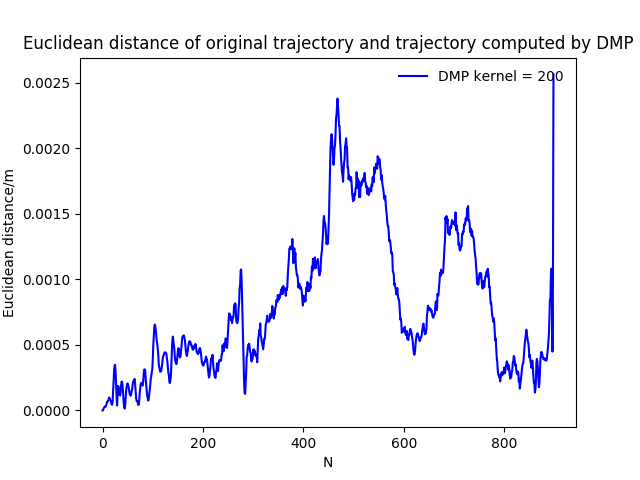 Euclidean distance of original trajectory and trajectory computed by DMP
DMP kernel = 200
Euclidean distance/m
0.0025
0.0020
0.0015
0.0010
0.0005
0.0000
0 200 400 600 800
N